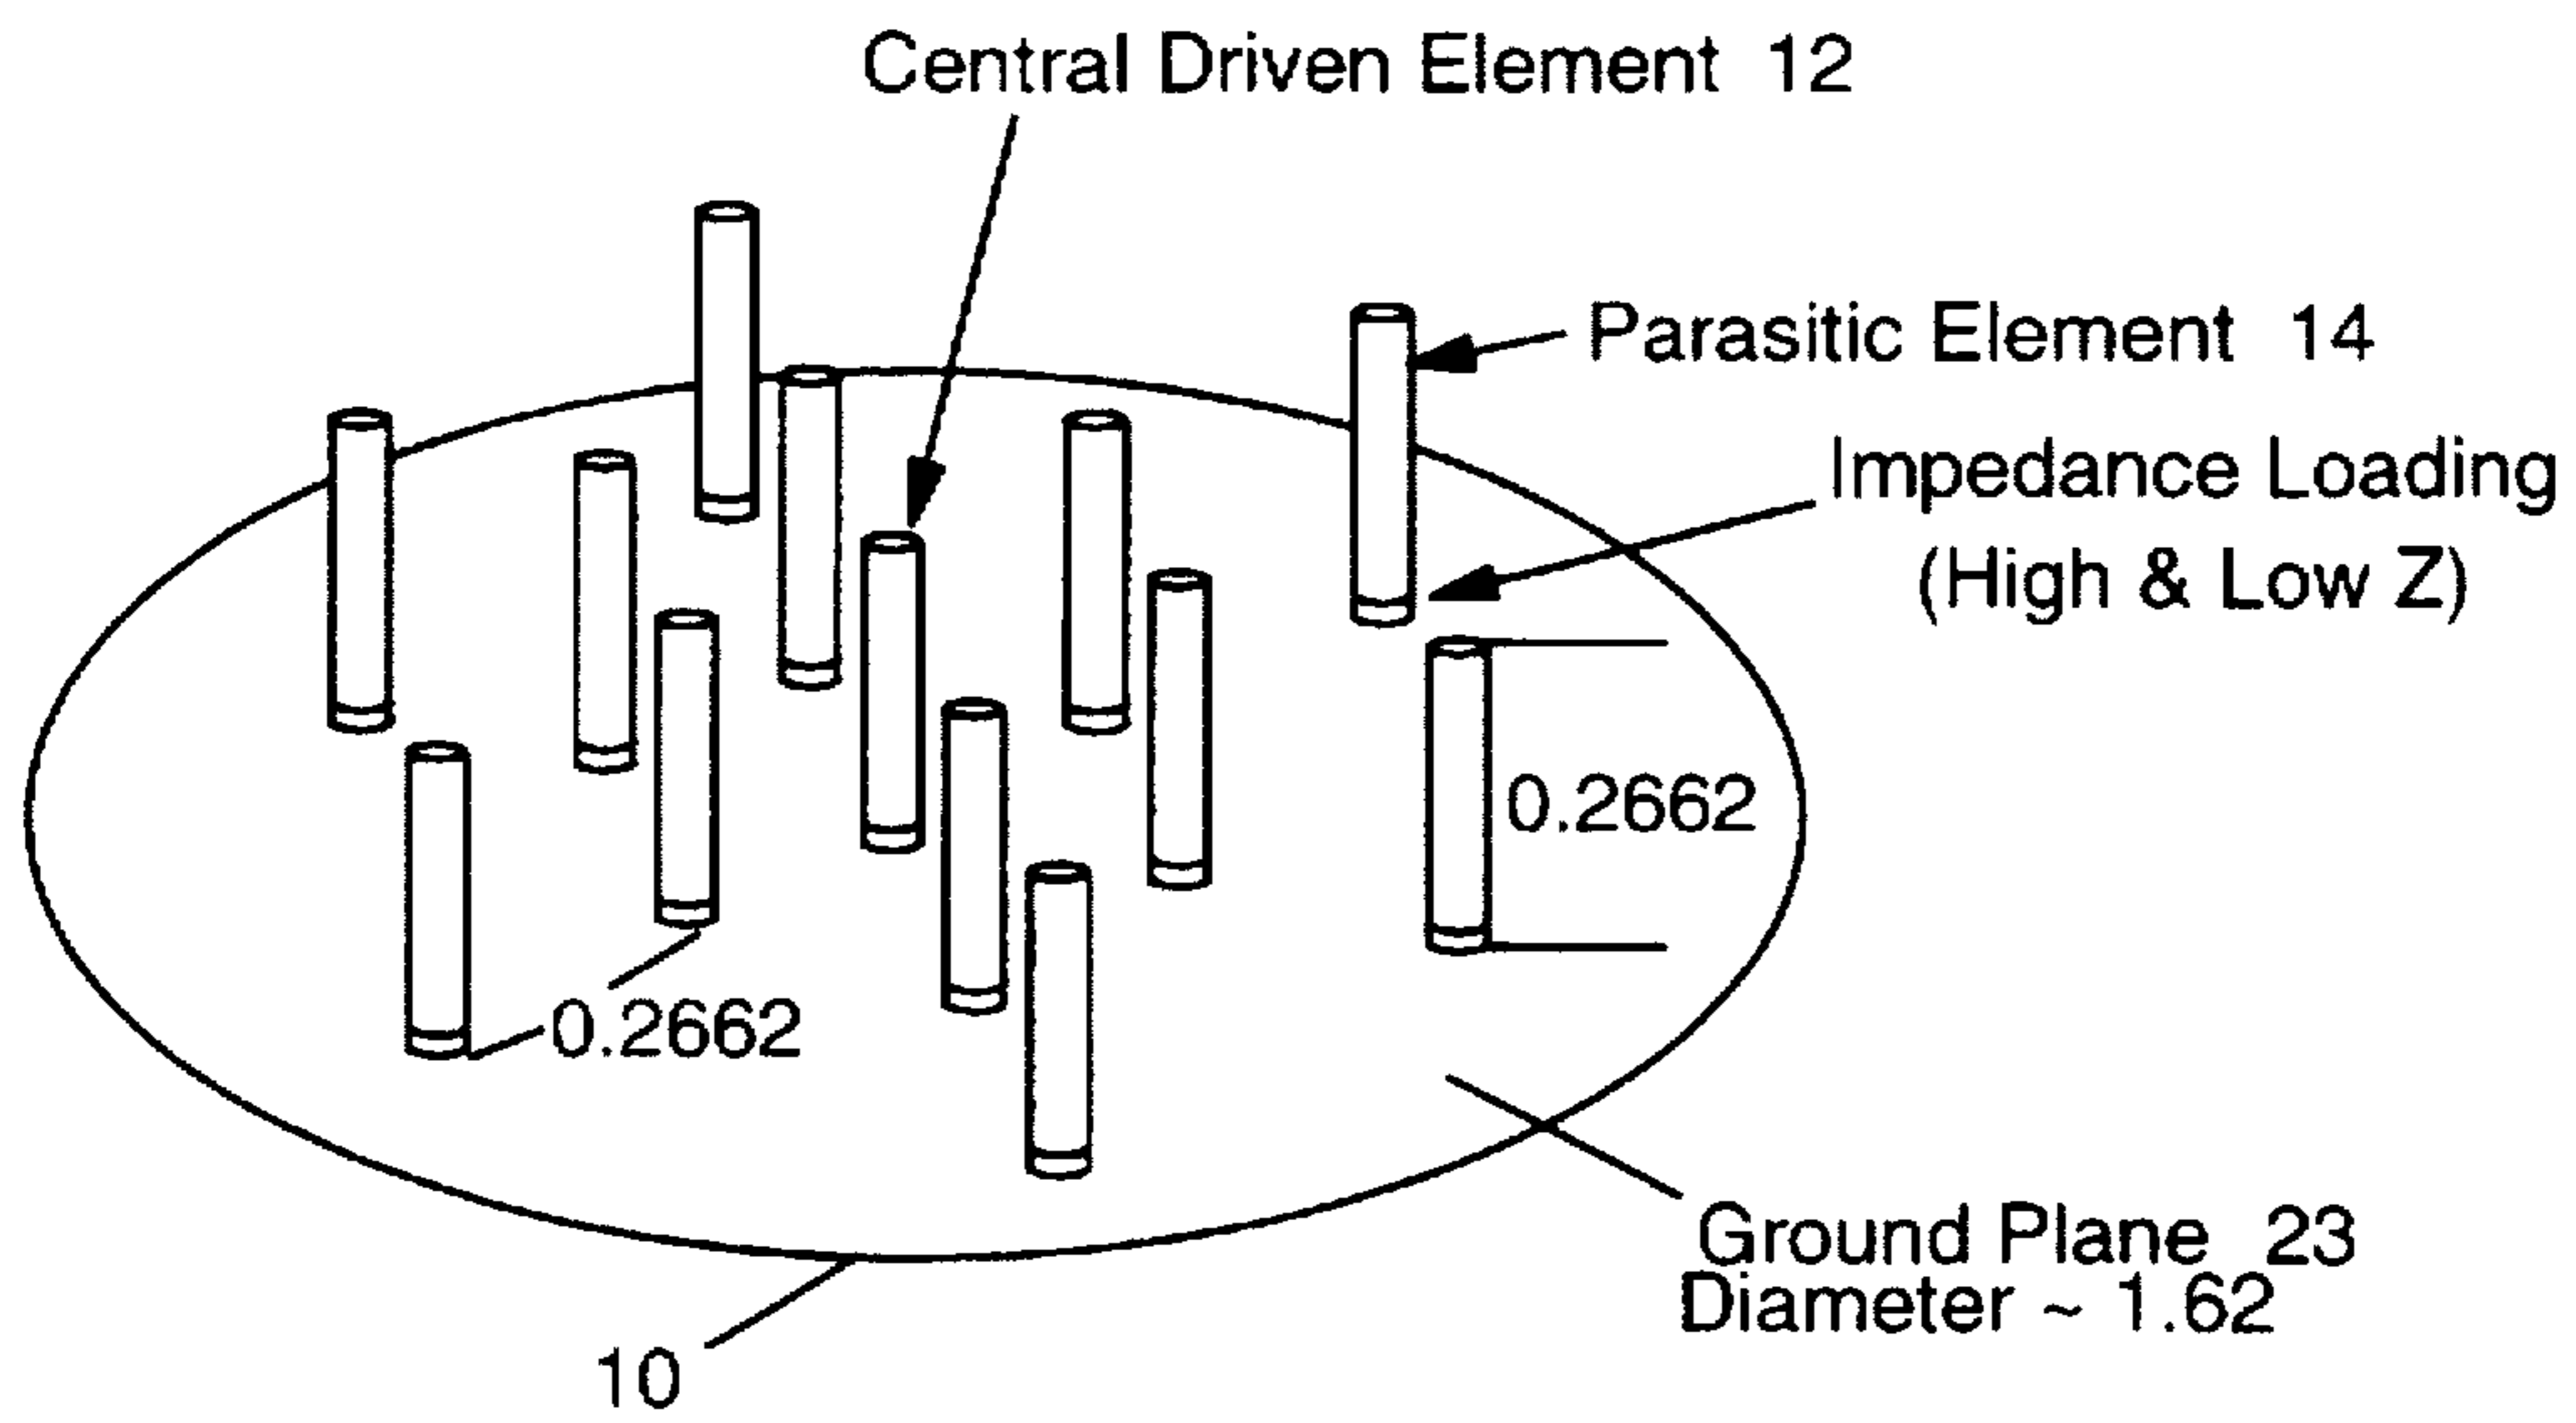 Central Driven Element 12
Parasitic Element 14
Impedance Loading
(High & Low Z)
0.2662
0.2662
Ground Plane 23
Diameter ~ 1.62
10